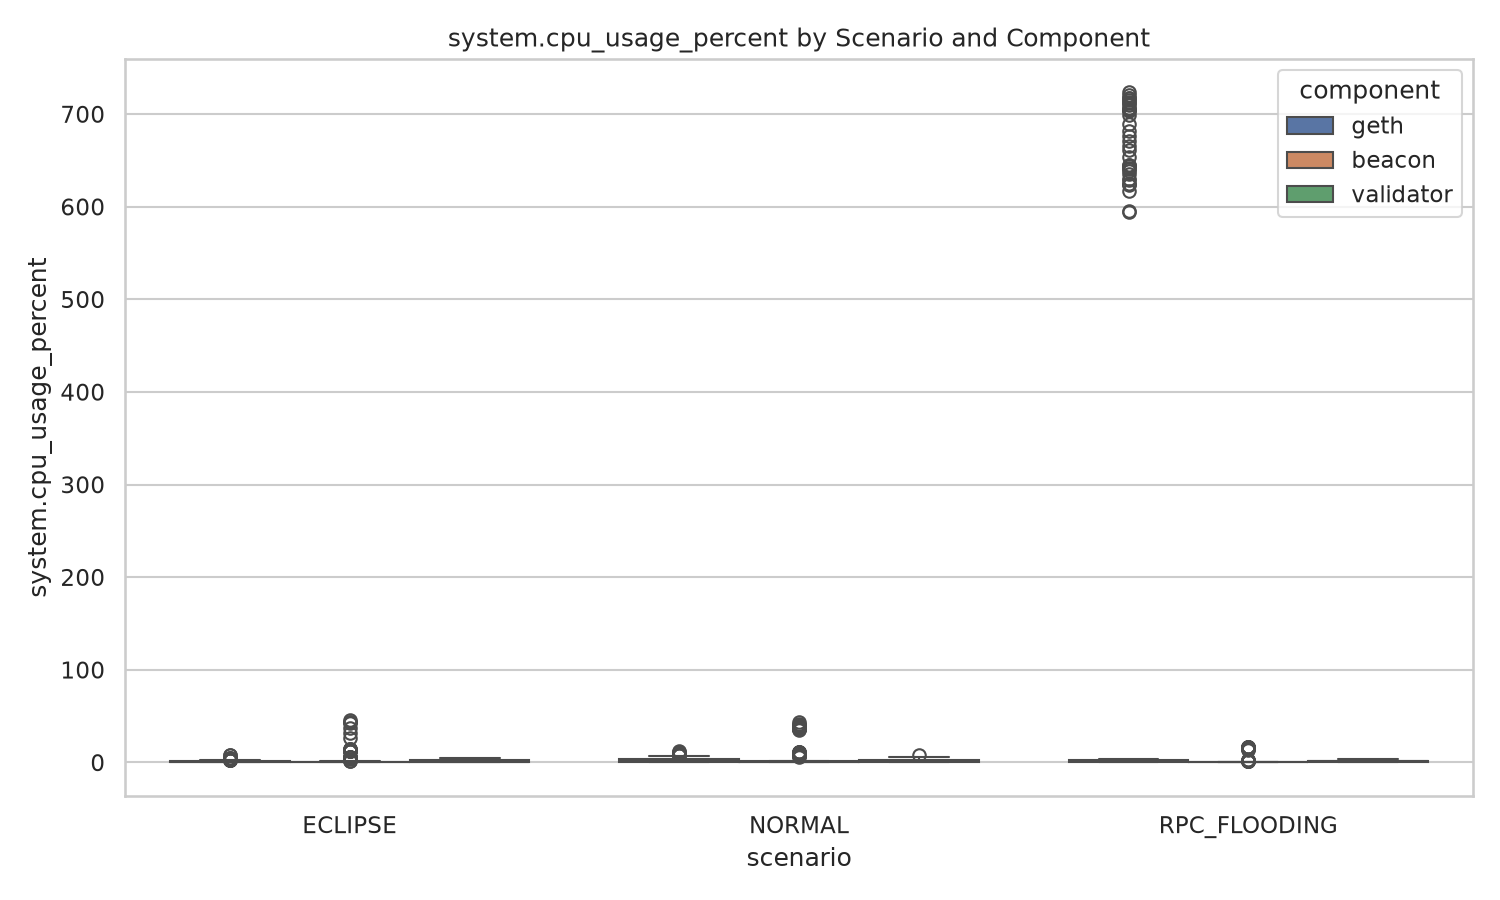 system.cpu_usage_percent by Scenario and Component
component
geth
beacon
validator
system.cpu_usage_percent
700
600
500
400
300
200
100
0
ECLIPSE
NORMAL
RPC_FLOODING
scenario